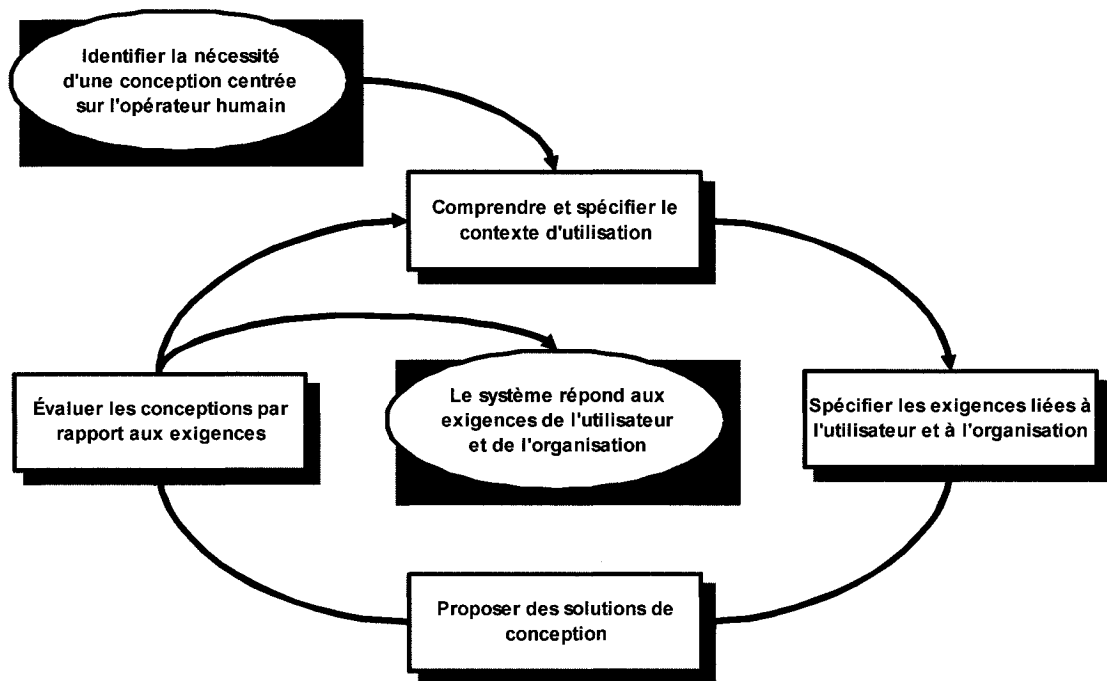 Identifier la nécessité
d'une conception centrée
sur l'opérateur humain
Comprendre et spécifier le
contexte d'utilisation
Évaluer les conceptions par
rapport aux exigences
Le système répond aux
exigences de l'utilisateur
et de l'organisation
Spécifier les exigences liées à
l'utilisateur et à l'organisation
Proposer des solutions de
conception